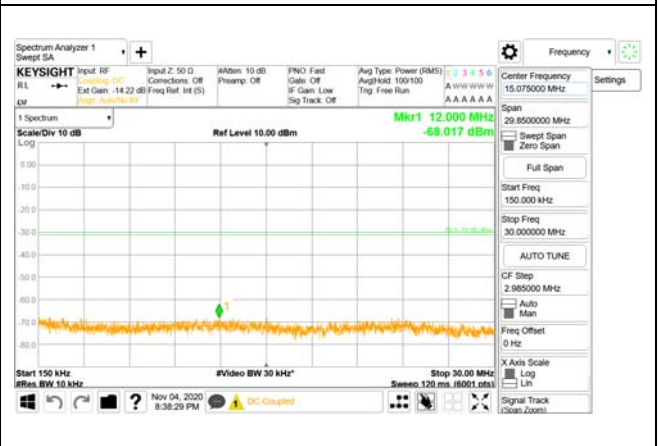 Spectrum Analyzer 1
Swept SA
+
Frequency
KEYSIGHT
RL
Input: RF
Coupling: DC
Ext Gain: -14.22 dB
Align: Auto/No RF
Input Z: 50 Ω
Corrections: Off
Freq Ref: Int (S)
#Atten: 10 dB
Preamp: Off
PNO: Fast
Gate: Off
IF Gain: Low
Sig Track: Off
Avg Type: Power (RMS)
Avg|Hold: 100/100
Trig: Free Run
1 2 3 4 5 6
A W W W W W
A A A A A A
1 Spectrum
Scale/Div 10 dB
Log
Ref Level 10.00 dBm
Mkr1 12.000 MHz
-68.017 dBm
0.00
-10.0
-20.0
-30.0
-40.0
-50.0
-60.0
-70.0
-80.0
1
Start 150 kHz
#Res BW 10 kHz
#Video BW 30 kHz*
Stop 30.00 MHz
Sweep 120 ms (6001 pts)
Nov 04, 2020
8:38:29 PM
DC Coupled
Center Frequency
15.075000 MHz
Settings
Span
29.8500000 MHz
Swept Span
Zero Span
Full Span
Start Freq
150.000 kHz
Stop Freq
30.000000 MHz
AUTO TUNE
CF Step
2.985000 MHz
Auto
Man
Freq Offset
0 Hz
X Axis Scale
Log
Lin
Signal Track
(Span Zoom)